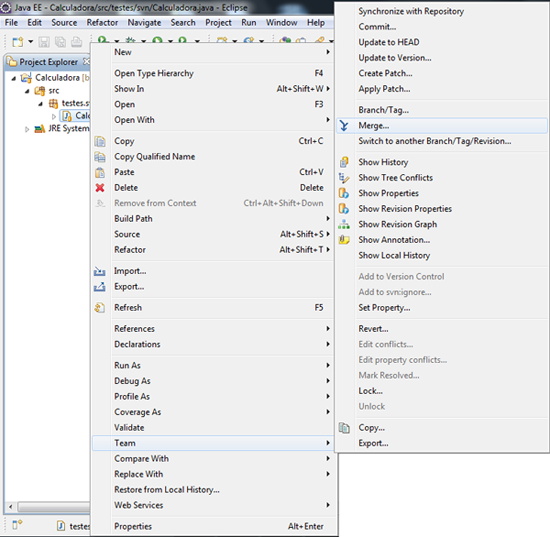 Java EE - Calculadora/src/testes/svn/Calculadora.java - Eclipse
File Edit Source Refactor Navigate Search Project Run Window Help
Project Explorer
Calculadora
src
testes.s
Calc
JRE System
New
Open Type Hierarchy F4
Show In Alt+Shift+W
Open F3
Open With
Copy Ctrl+C
Copy Qualified Name
Paste Ctrl+V
Delete Delete
Remove from Context Ctrl+Alt+Shift+Down
Build Path
Source Alt+Shift+S
Refactor Alt+Shift+T
Import...
Export...
Refresh F5
References
Declarations
Run As
Debug As
Profile As
Coverage As
Validate
Team
Compare With
Replace With
Restore from Local History...
Web Services
Properties Alt+Enter
testes
Synchronize with Repository
Commit...
Update to HEAD
Update to Version...
Create Patch...
Apply Patch...
Branch/Tag...
Merge...
Switch to another Branch/Tag/Revision...
Show History
Show Tree Conflicts
Show Properties
Show Revision Properties
Show Revision Graph
Show Annotation...
Show Local History
Add to Version Control
Add to svn:ignore...
Set Property...
Revert...
Edit conflicts...
Edit property conflicts...
Mark Resolved...
Lock...
Unlock
Copy...
Export...